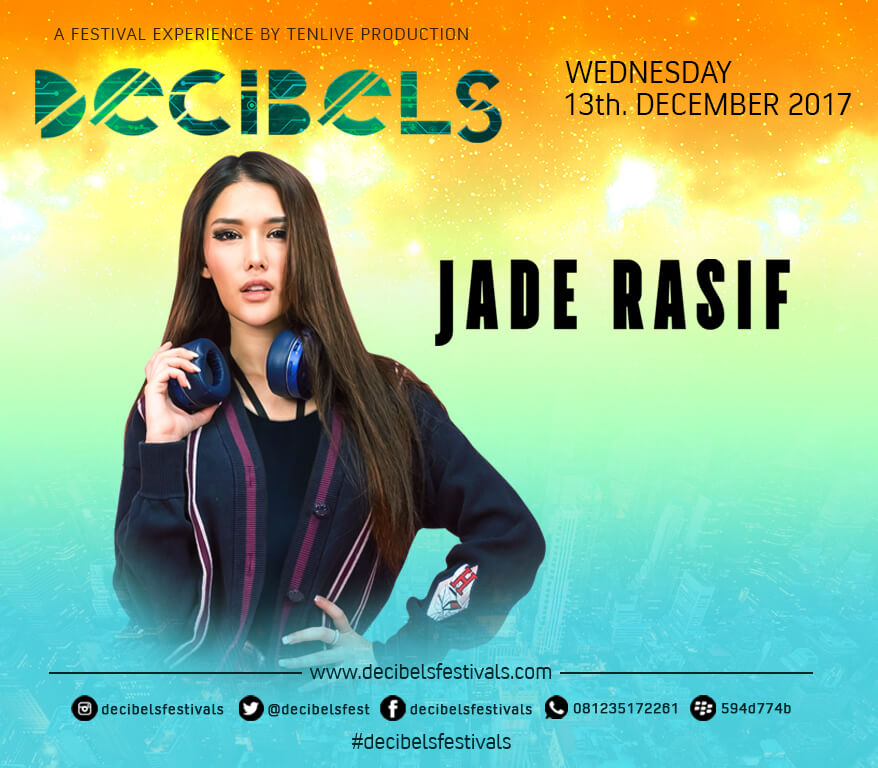 A FESTIVAL EXPERIENCE BY TENLIVE PRODUCTION
DECIBELS
WEDNESDAY
13th. DECEMBER 2017
JADE RASIF
H
www.decibelsfestivals.com
decibelsfestivals @decibelsfest decibelsfestivals 081235172261 594d774b
#decibelsfestivals